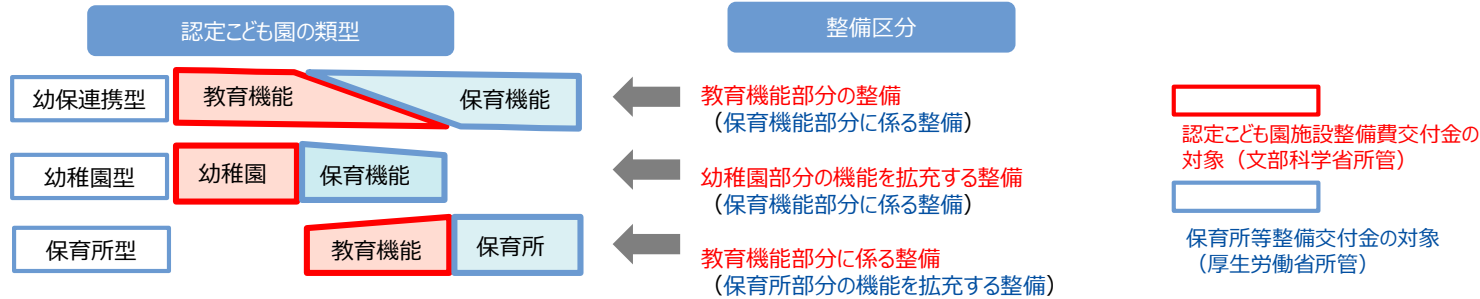 認定こども園の類型
整備区分
幼保連携型
教育機能
保育機能
教育機能部分の整備
（保育機能部分に係る整備）
幼稚園型
幼稚園
保育機能
幼稚園部分の機能を拡充する整備
（保育機能部分に係る整備）
保育所型
教育機能
保育所
教育機能部分に係る整備
（保育所部分の機能を拡充する整備）
認定こども園施設整備費交付金の
対象（文部科学省所管）
保育所等整備交付金の対象
（厚生労働省所管）